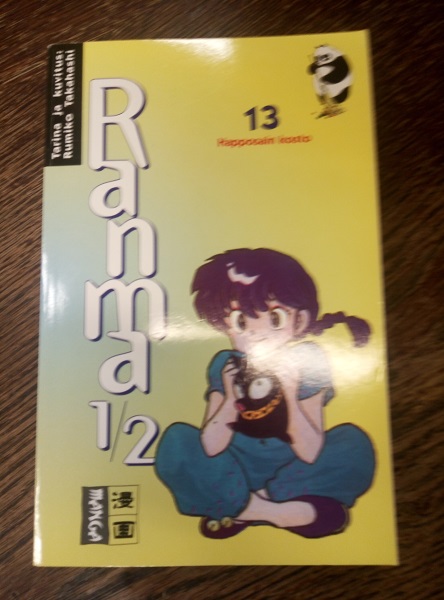 Tarina ja kuvitus:
Rumiko Takahashi
Ranma
1/2
13
Happosain kosto
漫画
MANGA